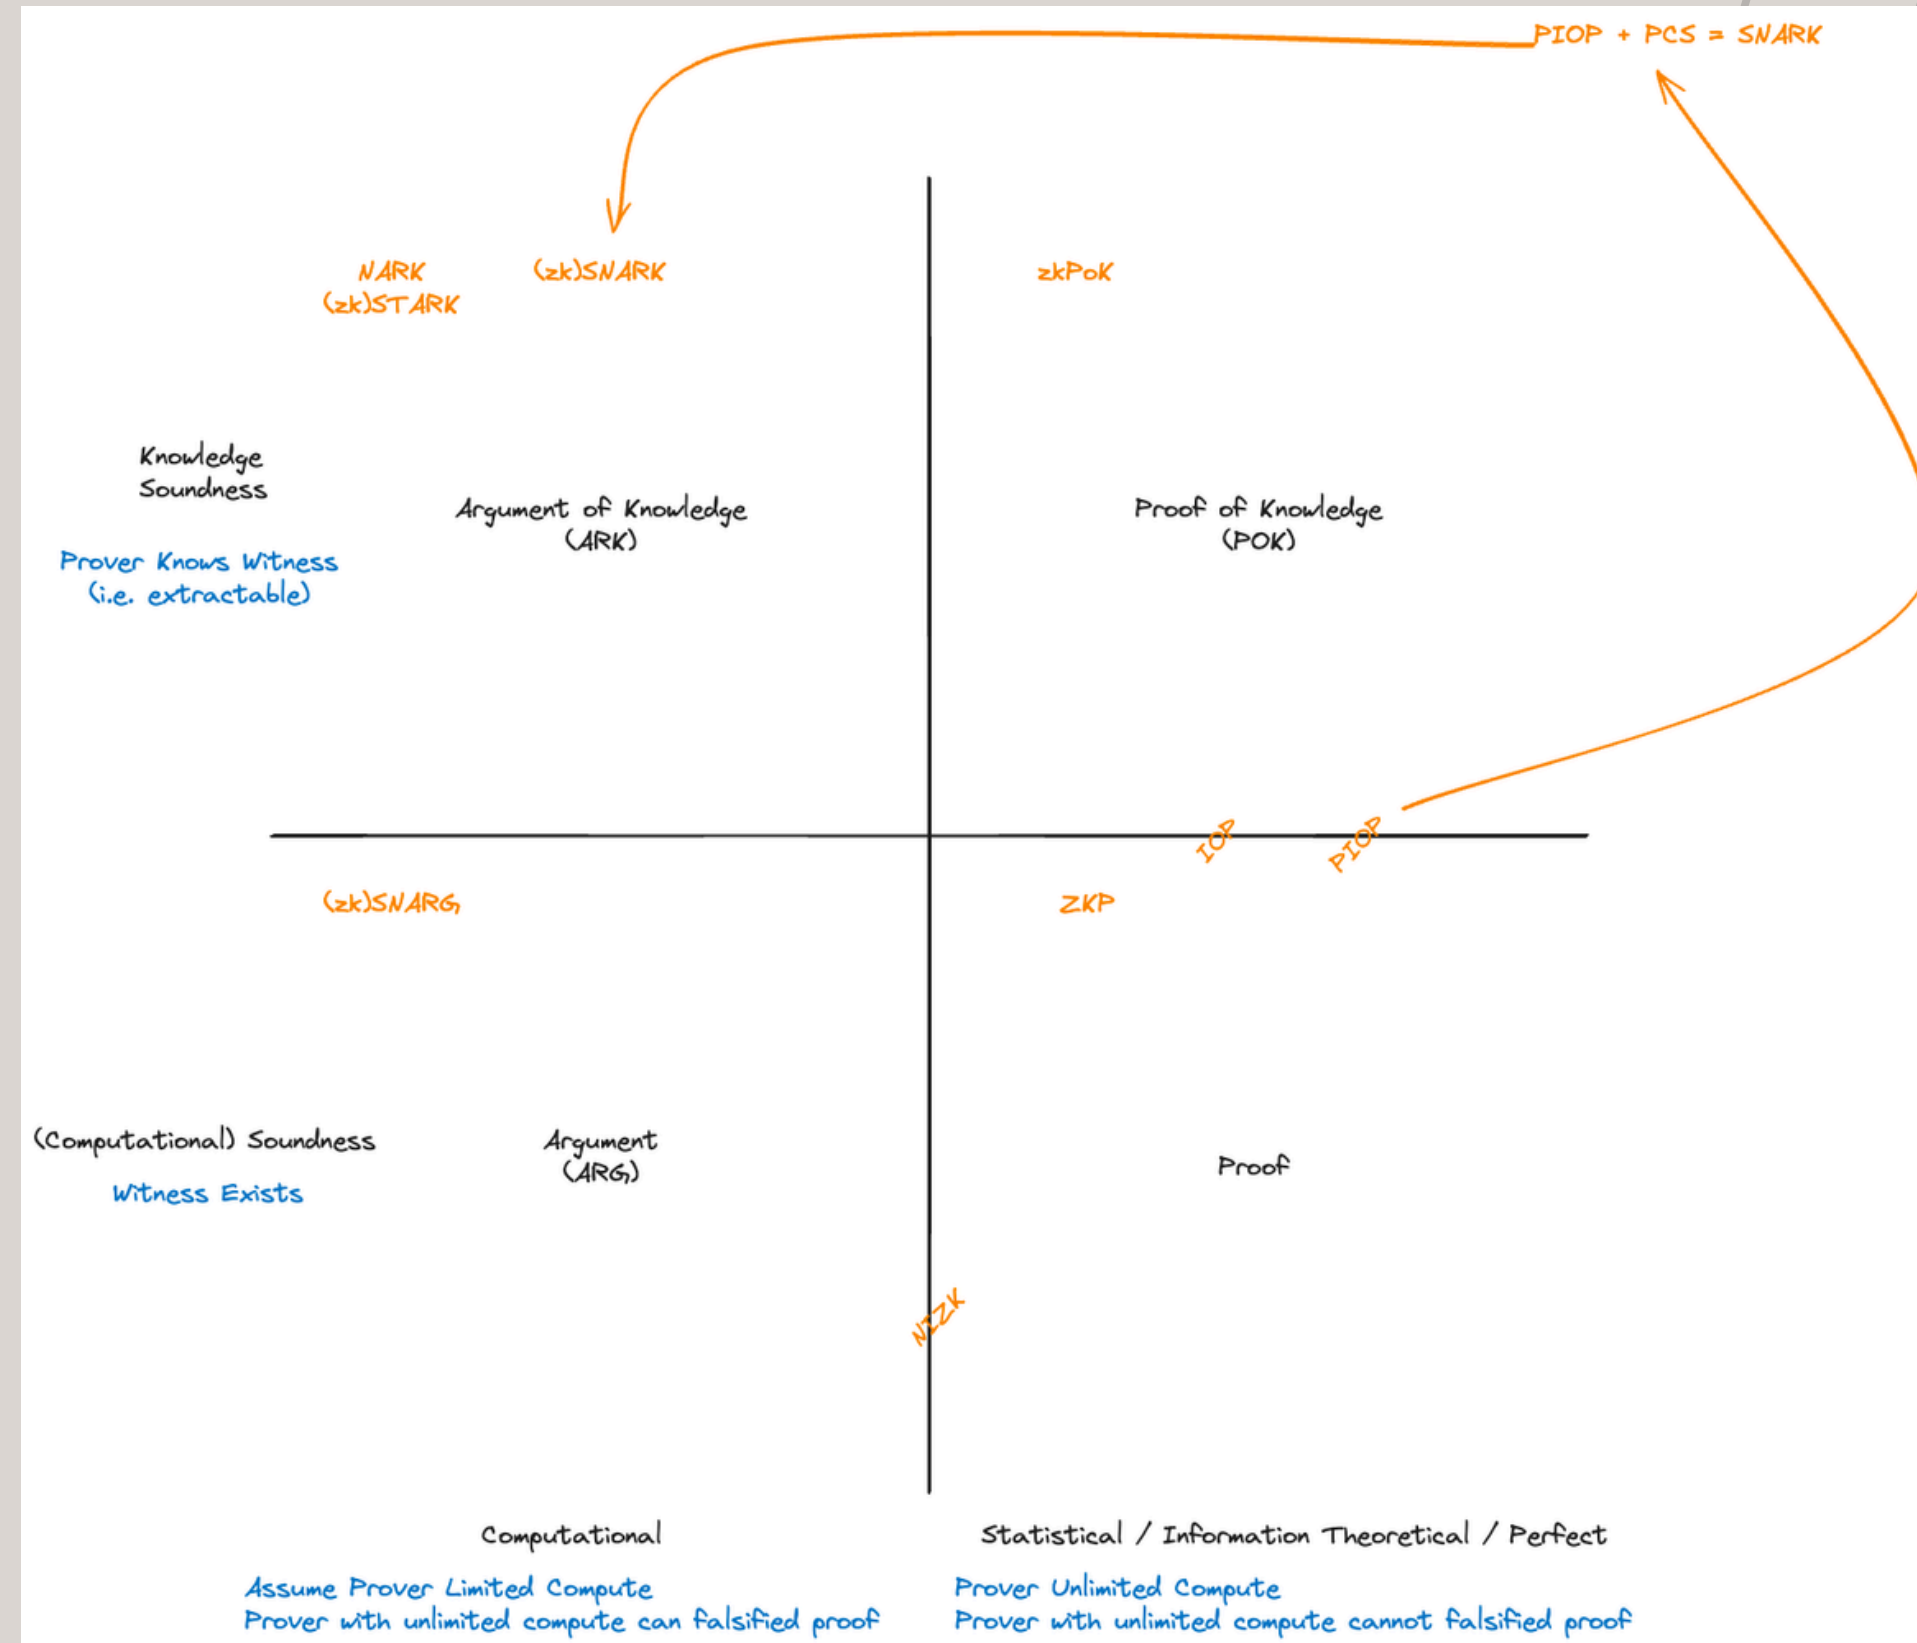 PIOP + PCS = SNARK
NARK
(zk)STARK
(zk)SNARK
zkPoK
Knowledge
Soundness
Prover Knows Witness
(i.e. extractable)
Argument of Knowledge
(ARK)
Proof of Knowledge
(POK)
IOP
PIOP
(zk)SNARG
ZKP
(Computational) Soundness
Witness Exists
Argument
(ARG)
Proof
NIZK
Computational
Assume Prover Limited Compute
Prover with unlimited compute can falsified proof
Statistical / Information Theoretical / Perfect
Prover Unlimited Compute
Prover with unlimited compute cannot falsified proof